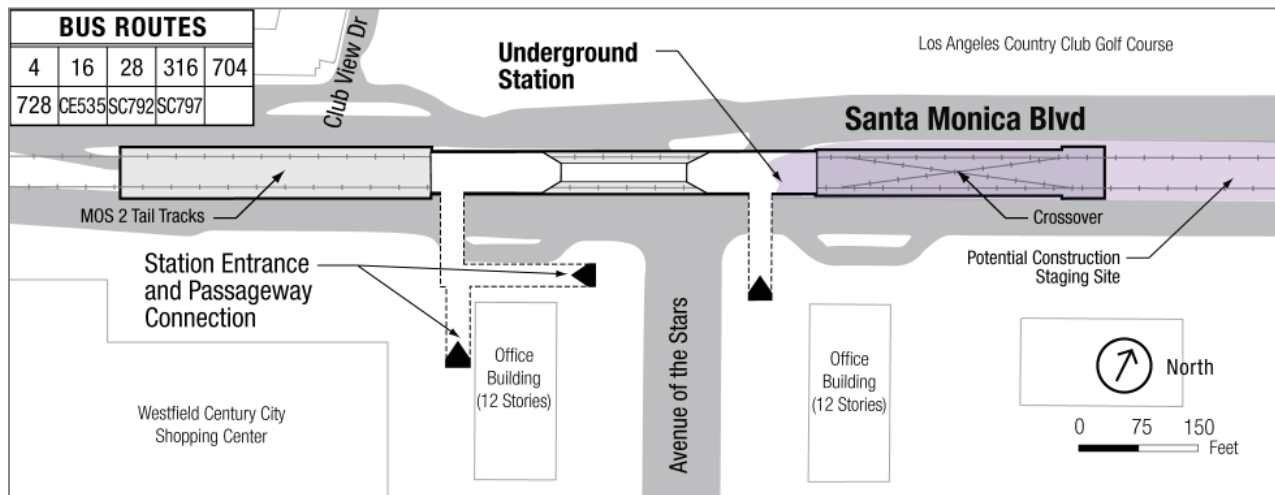 BUS ROUTES
4 16 28 316 704
728 CE535 SC792 SC797
Club View Dr
Underground
Station
Los Angeles Country Club Golf Course
Santa Monica Blvd
MOS 2 Tail Tracks
Crossover
Station Entrance
and Passageway
Connection
Potential Construction
Staging Site
Office
Building
(12 Stories)
Avenue of the Stars
Office
Building
(12 Stories)
North
Westfield Century City
Shopping Center
0 75 150
Feet